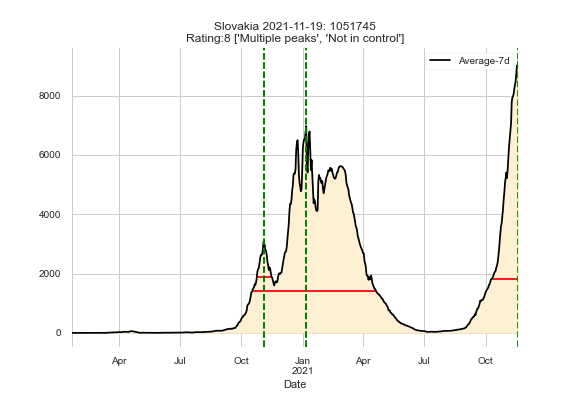 Slovakia 2021-11-19: 1051745
Rating:8 ['Multiple peaks', 'Not in control']
Average-7d
8000
6000
4000
2000
0
Apr
Jul
Oct
Jan
2021
Apr
Jul
Oct
Date